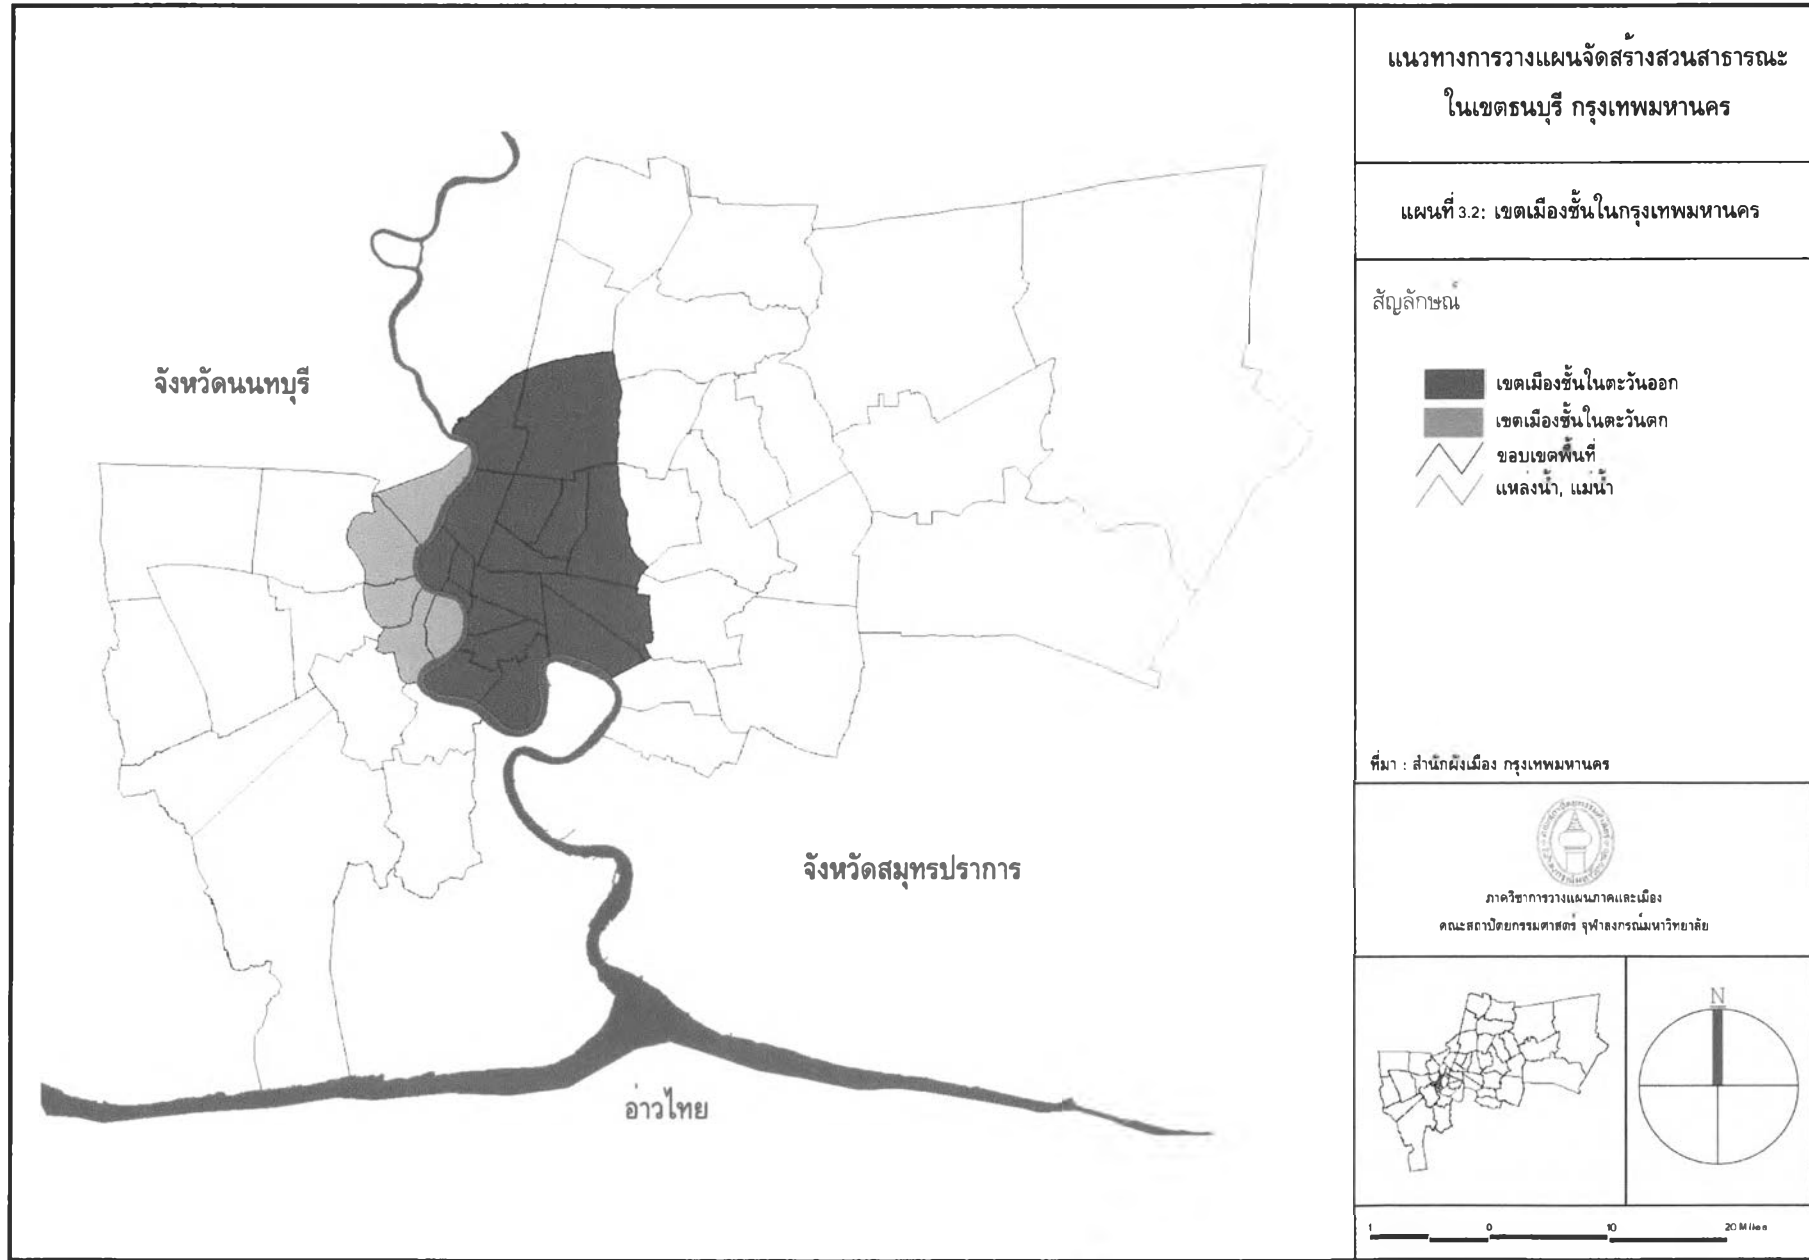 แนวทางการวางแผนจัดสร้างสวนสาธารณะ
ในเขตธนบุรี กรุงเทพมหานคร
แผนที่ 3.2: เขตเมืองชั้นในกรุงเทพมหานคร
สัญลักษณ์
เขตเมืองชั้นในตะวันออก
เขตเมืองชั้นในตะวันตก
ขอบเขตพื้นที่
แหล่งน้ำ, แม่น้ำ
จังหวัดนนทบุรี
จังหวัดสมุทรปราการ
อ่าวไทย
ที่มา : สำนักผังเมือง กรุงเทพมหานคร
ภาควิชาการวางแผนภาคและเมือง
คณะสถาปัตยกรรมศาสตร์ จุฬาลงกรณ์มหาวิทยาลัย
N
1 0 10 20 Miles